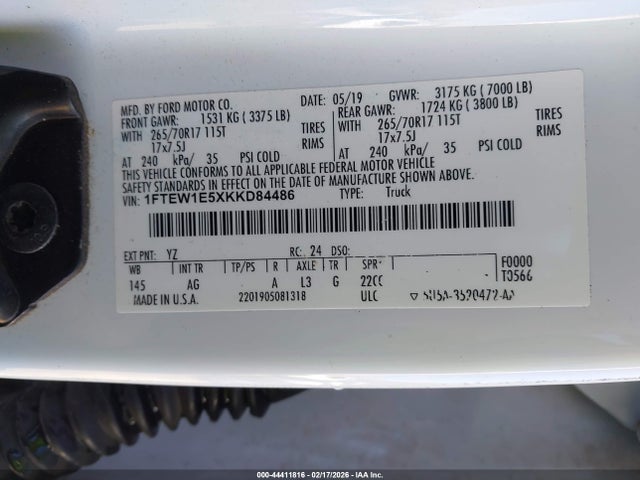 MFD. BY FORD MOTOR CO. DATE: 05/19 GVWR: 3175 KG ( 7000 LB)
FRONT GAWR: 1531 KG ( 3375 LB) REAR GAWR: 1724 KG ( 3800 LB)
WITH 265/70R17 115T TIRES WITH 265/70R17 115T TIRES
17x7.5J RIMS 17x7.5J RIMS
AT 240 kPa/ 35 PSI COLD AT 240 kPa/ 35 PSI COLD
THIS VEHICLE CONFORMS TO ALL APPLICABLE FEDERAL MOTOR VEHICLE
SAFETY STANDARDS IN EFFECT ON THE DATE OF MANUFACTURE SHOWN ABOVE.
VIN: 1FTEW1E5XKKD84486 TYPE: Truck
EXT PNT: YZ RC: 24 DSO: F0000
WB INT TR TP/PS R AXLE TR SPR T0566
145 AG A L3 G 22CC
MADE IN U.S.A. 2201905081318 ULC
000-44411816 - 02/17/2026 - IAAI, Inc.